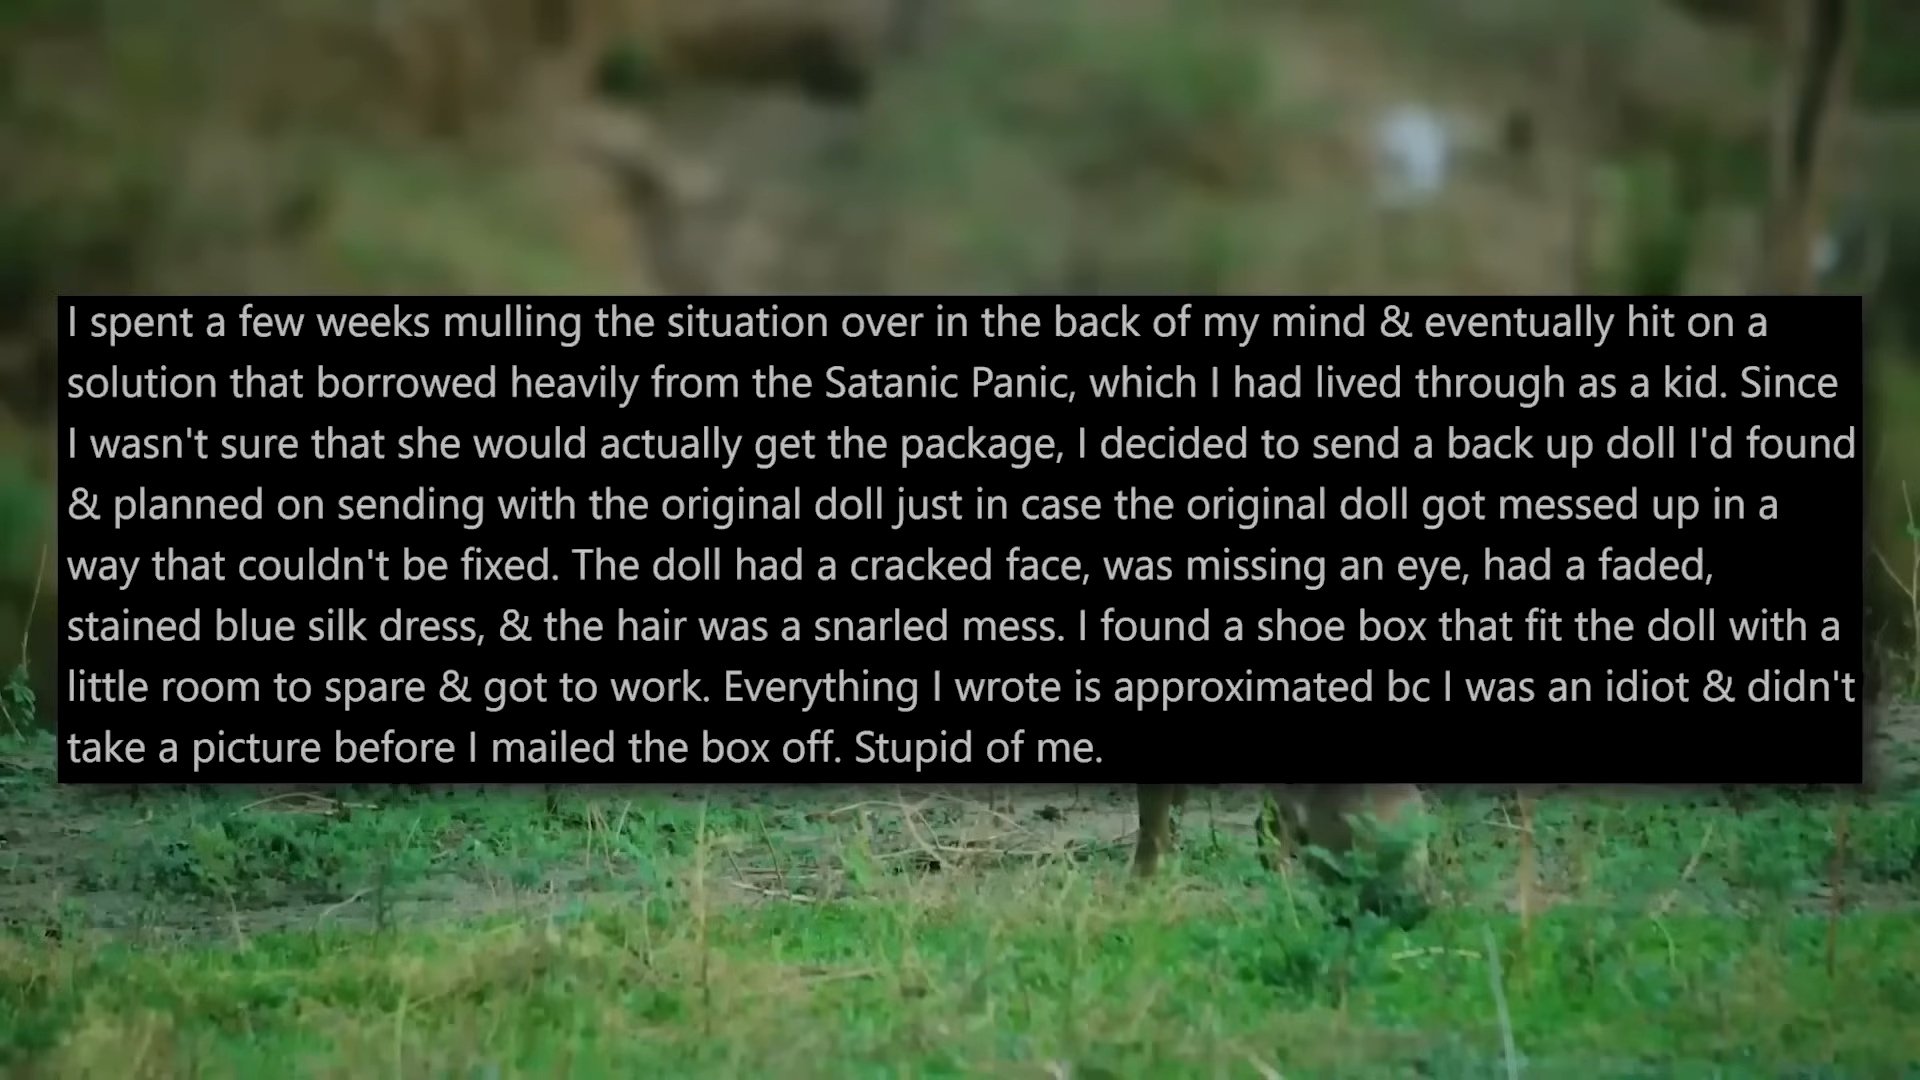 I spent a few weeks mulling the situation over in the back of my mind & eventually hit on a
solution that borrowed heavily from the Satanic Panic, which I had lived through as a kid. Since
I wasn't sure that she would actually get the package, I decided to send a back up doll I'd found
& planned on sending with the original doll just in case the original doll got messed up in a
way that couldn't be fixed. The doll had a cracked face, was missing an eye, had a faded,
stained blue silk dress, & the hair was a snarled mess. I found a shoe box that fit the doll with a
little room to spare & got to work. Everything I wrote is approximated bc I was an idiot & didn't
take a picture before I mailed the box off. Stupid of me.